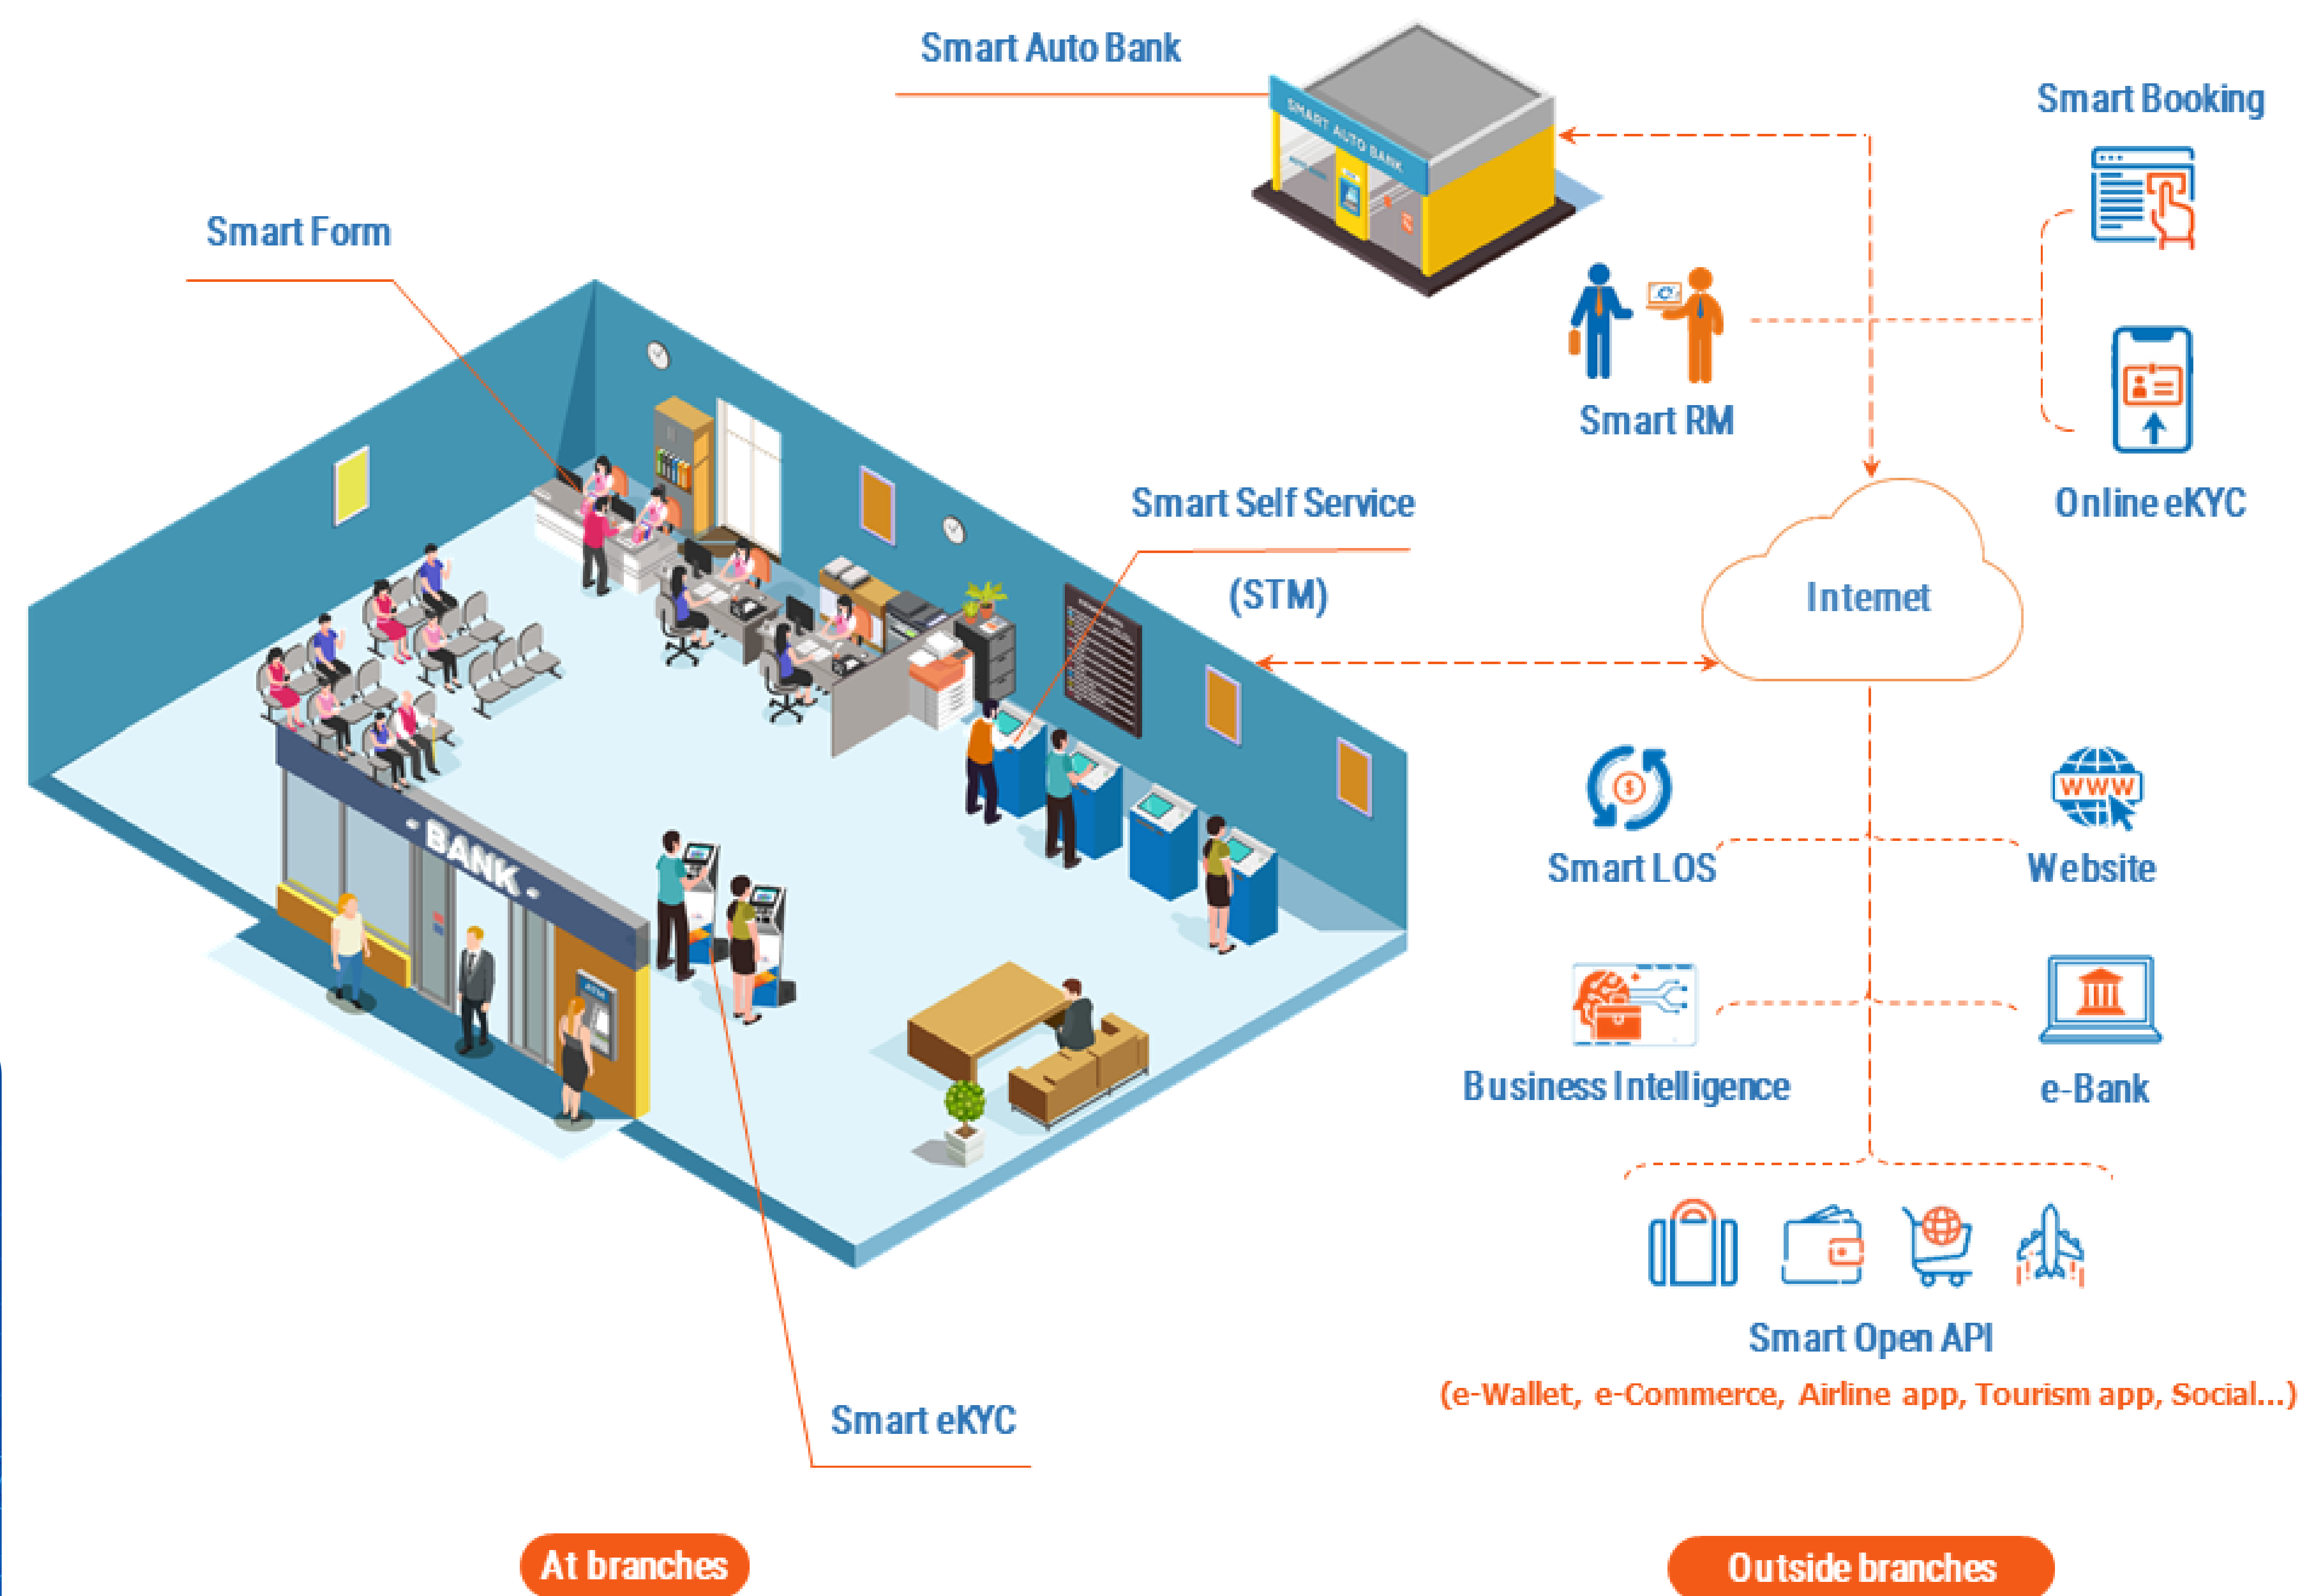 Smart Auto Bank
SMART AUTO BANK
Smart Booking
Smart Form
Smart RM
Online eKYC
Smart Self Service
(STM)
Internet
Smart LOS
WWW
Website
- BANK -
ATM
Business Intelligence
e-Bank
Smart Open API
(e-Wallet, e-Commerce, Airline app, Tourism app, Social...)
Smart eKYC
At branches
Outside branches